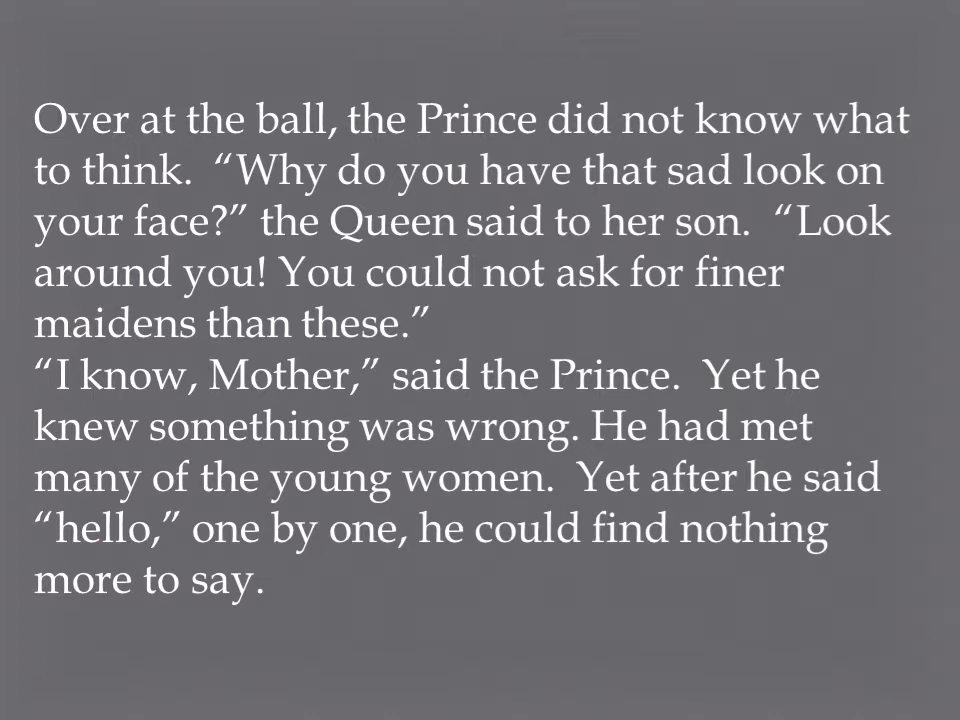 Over at the ball, the Prince did not know what
to think.  “Why do you have that sad look on
your face?” the Queen said to her son.  “Look
around you! You could not ask for finer
maidens than these.”
“I know, Mother,” said the Prince.  Yet he
knew something was wrong. He had met
many of the young women.  Yet after he said
“hello,” one by one, he could find nothing
more to say.